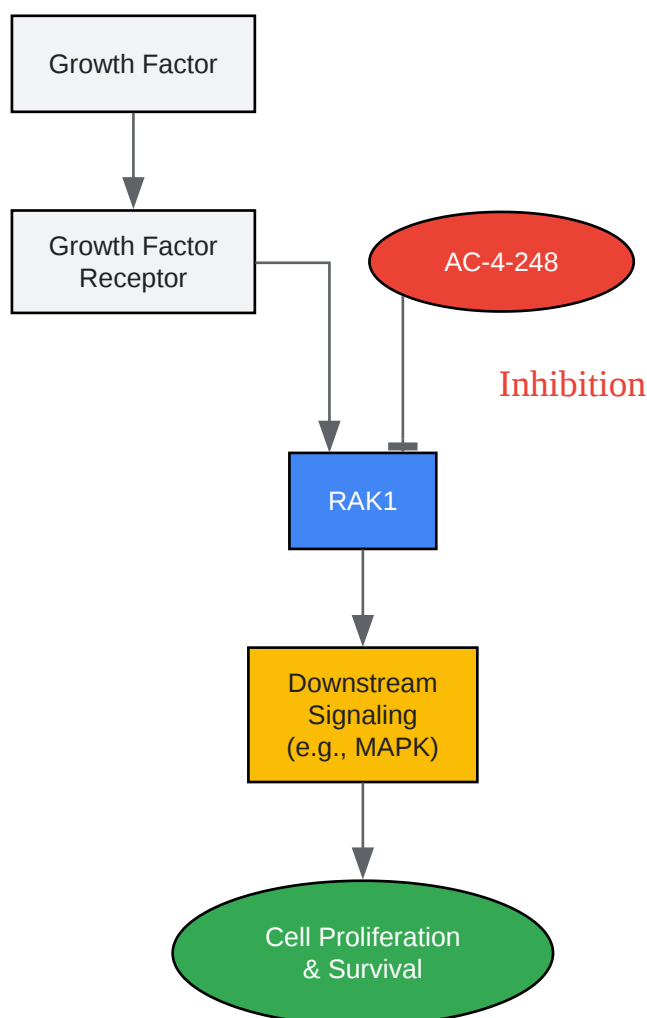 Growth Factor
Growth Factor
Receptor
AC-4-248
Inhibition
RAK1
Downstream
Signaling
(e.g., MAPK)
Cell Proliferation
& Survival